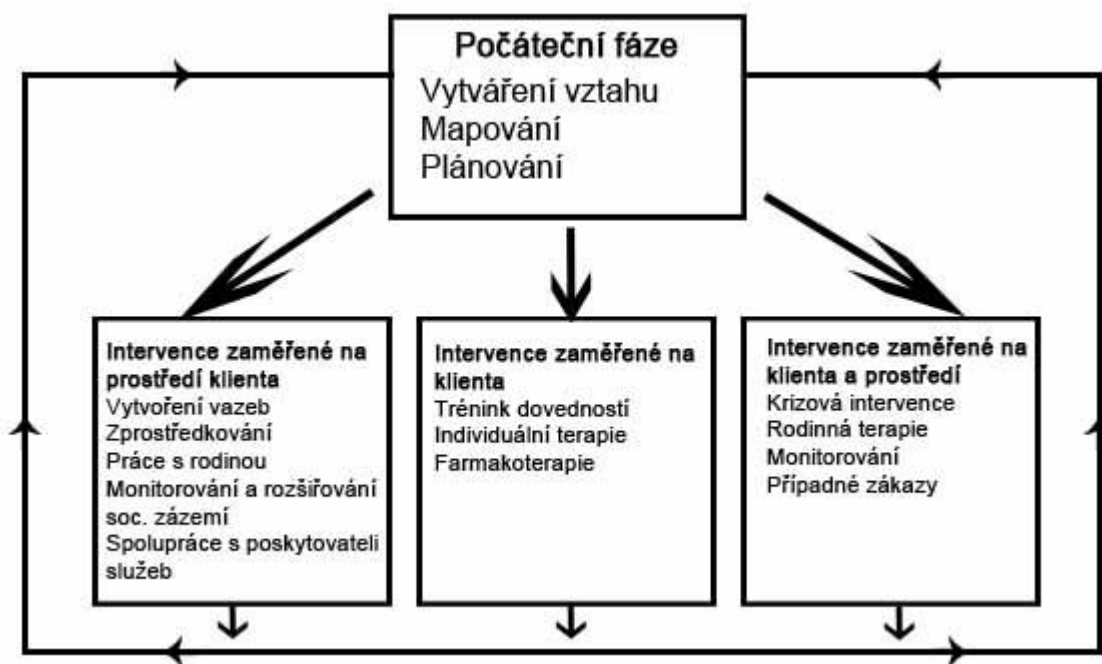 Počáteční fáze
Vytváření vztahu
Mapování
Plánování
Intervence zaměřené na
prostředí klienta
Vytvoření vazeb
Zprostředkování
Práce s rodinou
Monitorování a rozšiřování
soc. zázemí
Spolupráce s poskytovateli
služeb
Intervence zaměřené na
klienta
Trénink dovedností
Individuální terapie
Farmakoterapie
Intervence zaměřené na
klienta a prostředí
Krizová intervence
Rodinná terapie
Monitorování
Případné zákazy